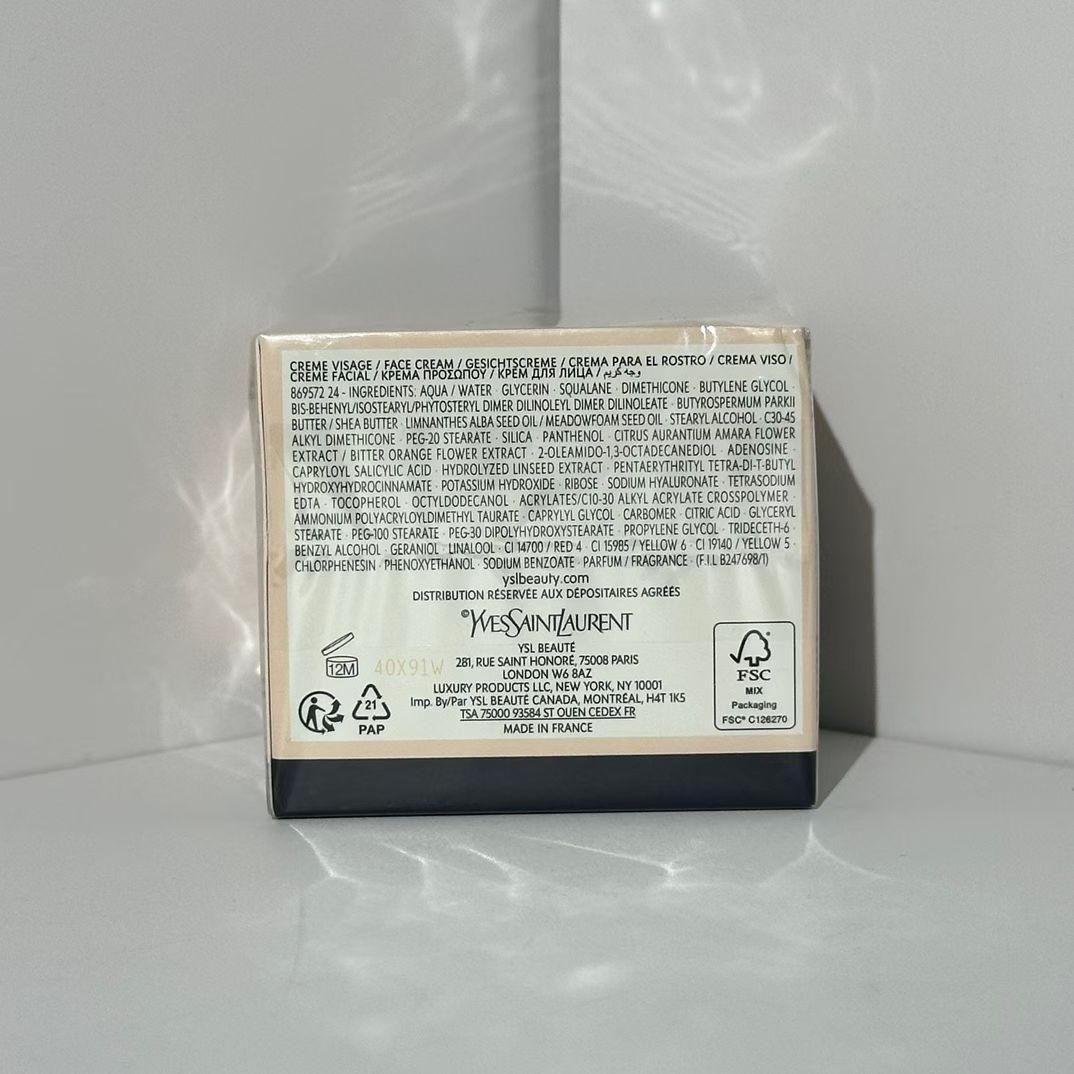 CREME VISAGE / FACE CREAM / GESICHTSCREME / CREMA PARA EL ROSTRO / CREMA VISO /
CREME FACIAL / ΚΡΕΜΑ ΠΡΟΣΩΠΟΥ / КРЕМ ДЛЯ ЛИЦА / كريم وجه
869572 24 - INGREDIENTS: AQUA / WATER · GLYCERIN · SQUALANE · DIMETHICONE · BUTYLENE GLYCOL ·
BIS-BEHENYL/ISOSTEARYL/PHYTOSTERYL DIMER DILINOLEYL DIMER DILINOLEATE · BUTYROSPERMUM PARKII
BUTTER / SHEA BUTTER · LIMNANTHES ALBA SEED OIL / MEADOWFOAM SEED OIL · STEARYL ALCOHOL · C30-45
ALKYL DIMETHICONE · PEG-20 STEARATE · SILICA · PANTHENOL · CITRUS AURANTIUM AMARA FLOWER
EXTRACT / BITTER ORANGE FLOWER EXTRACT · 2-OLEAMIDO-1,3-OCTADECANEDIOL · ADENOSINE ·
CAPRYLOYL SALICYLIC ACID · HYDROLYZED LINSEED EXTRACT · PENTAERYTHRITYL TETRA-DI-T-BUTYL
HYDROXYHYDROCINNAMATE · POTASSIUM HYDROXIDE · RIBOSE · SODIUM HYALURONATE · TETRASODIUM
EDTA · TOCOPHEROL · OCTYLDODECANOL · ACRYLATES/C10-30 ALKYL ACRYLATE CROSSPOLYMER ·
AMMONIUM POLYACRYLOYLDIMETHYL TAURATE · CAPRYLYL GLYCOL · CARBOMER · CITRIC ACID · GLYCERYL
STEARATE · PEG-100 STEARATE · PEG-30 DIPOLYHYDROXYSTEARATE · PROPYLENE GLYCOL · TRIDECETH-6 ·
BENZYL ALCOHOL · GERANIOL · LINALOOL · CI 14700 / RED 4 · CI 15985 / YELLOW 6 · CI 19140 / YELLOW 5 ·
CHLORPHENESIN · PHENOXYETHANOL · SODIUM BENZOATE · PARFUM / FRAGRANCE · (F.I.L B247698/1)
yslbeauty.com
DISTRIBUTION RÉSERVÉE AUX DÉPOSITAIRES AGRÉÉS
©YVESSAINTLAURENT
YSL BEAUTÉ
281, RUE SAINT HONORÉ, 75008 PARIS
LONDON W6 8AZ
LUXURY PRODUCTS LLC, NEW YORK, NY 10001
Imp. By/Par YSL BEAUTÉ CANADA, MONTRÉAL, H4T 1K5
TSA 75000 93584 ST OUEN CEDEX FR
MADE IN FRANCE
12M
40X91W
21
PAP
FSC
MIX
Packaging
FSC® C126270